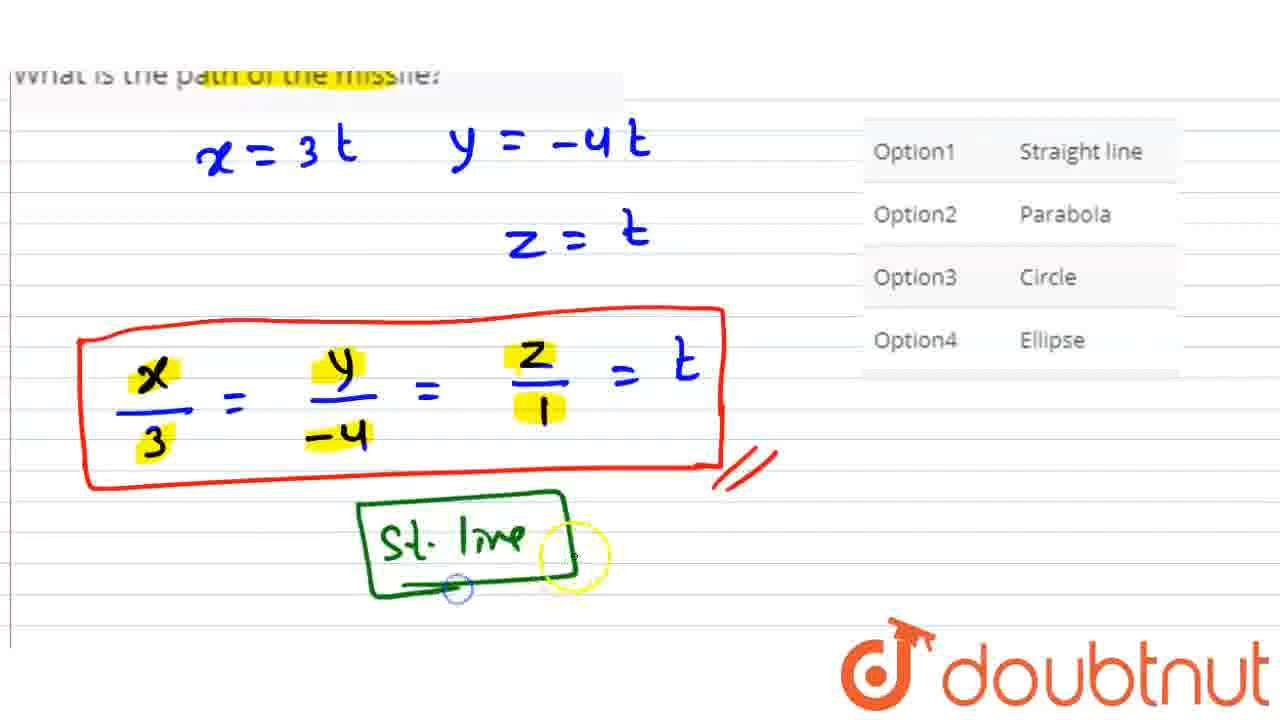 What is the path of the missile?
x = 3t y = -4t
z = t
x/3 = y/-4 = z/1 = t
St. line
Option1 Straight line
Option2 Parabola
Option3 Circle
Option4 Ellipse
doubtnut